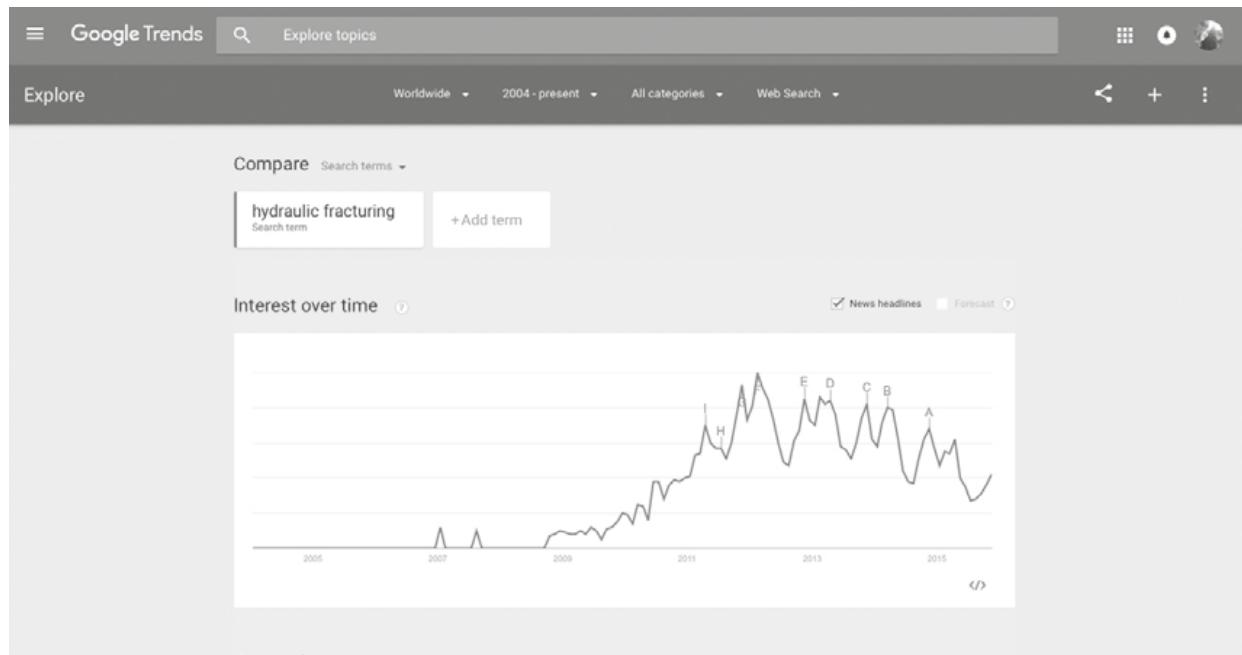 Google Trends Explore topics
Explore Worldwide 2004 - present All categories Web Search
Compare Search terms
hydraulic fracturing
Search term
+Add term
Interest over time ? News headlines Forecast ?
I H G F E D C B A
2005 2007 2009 2011 2013 2015
</>